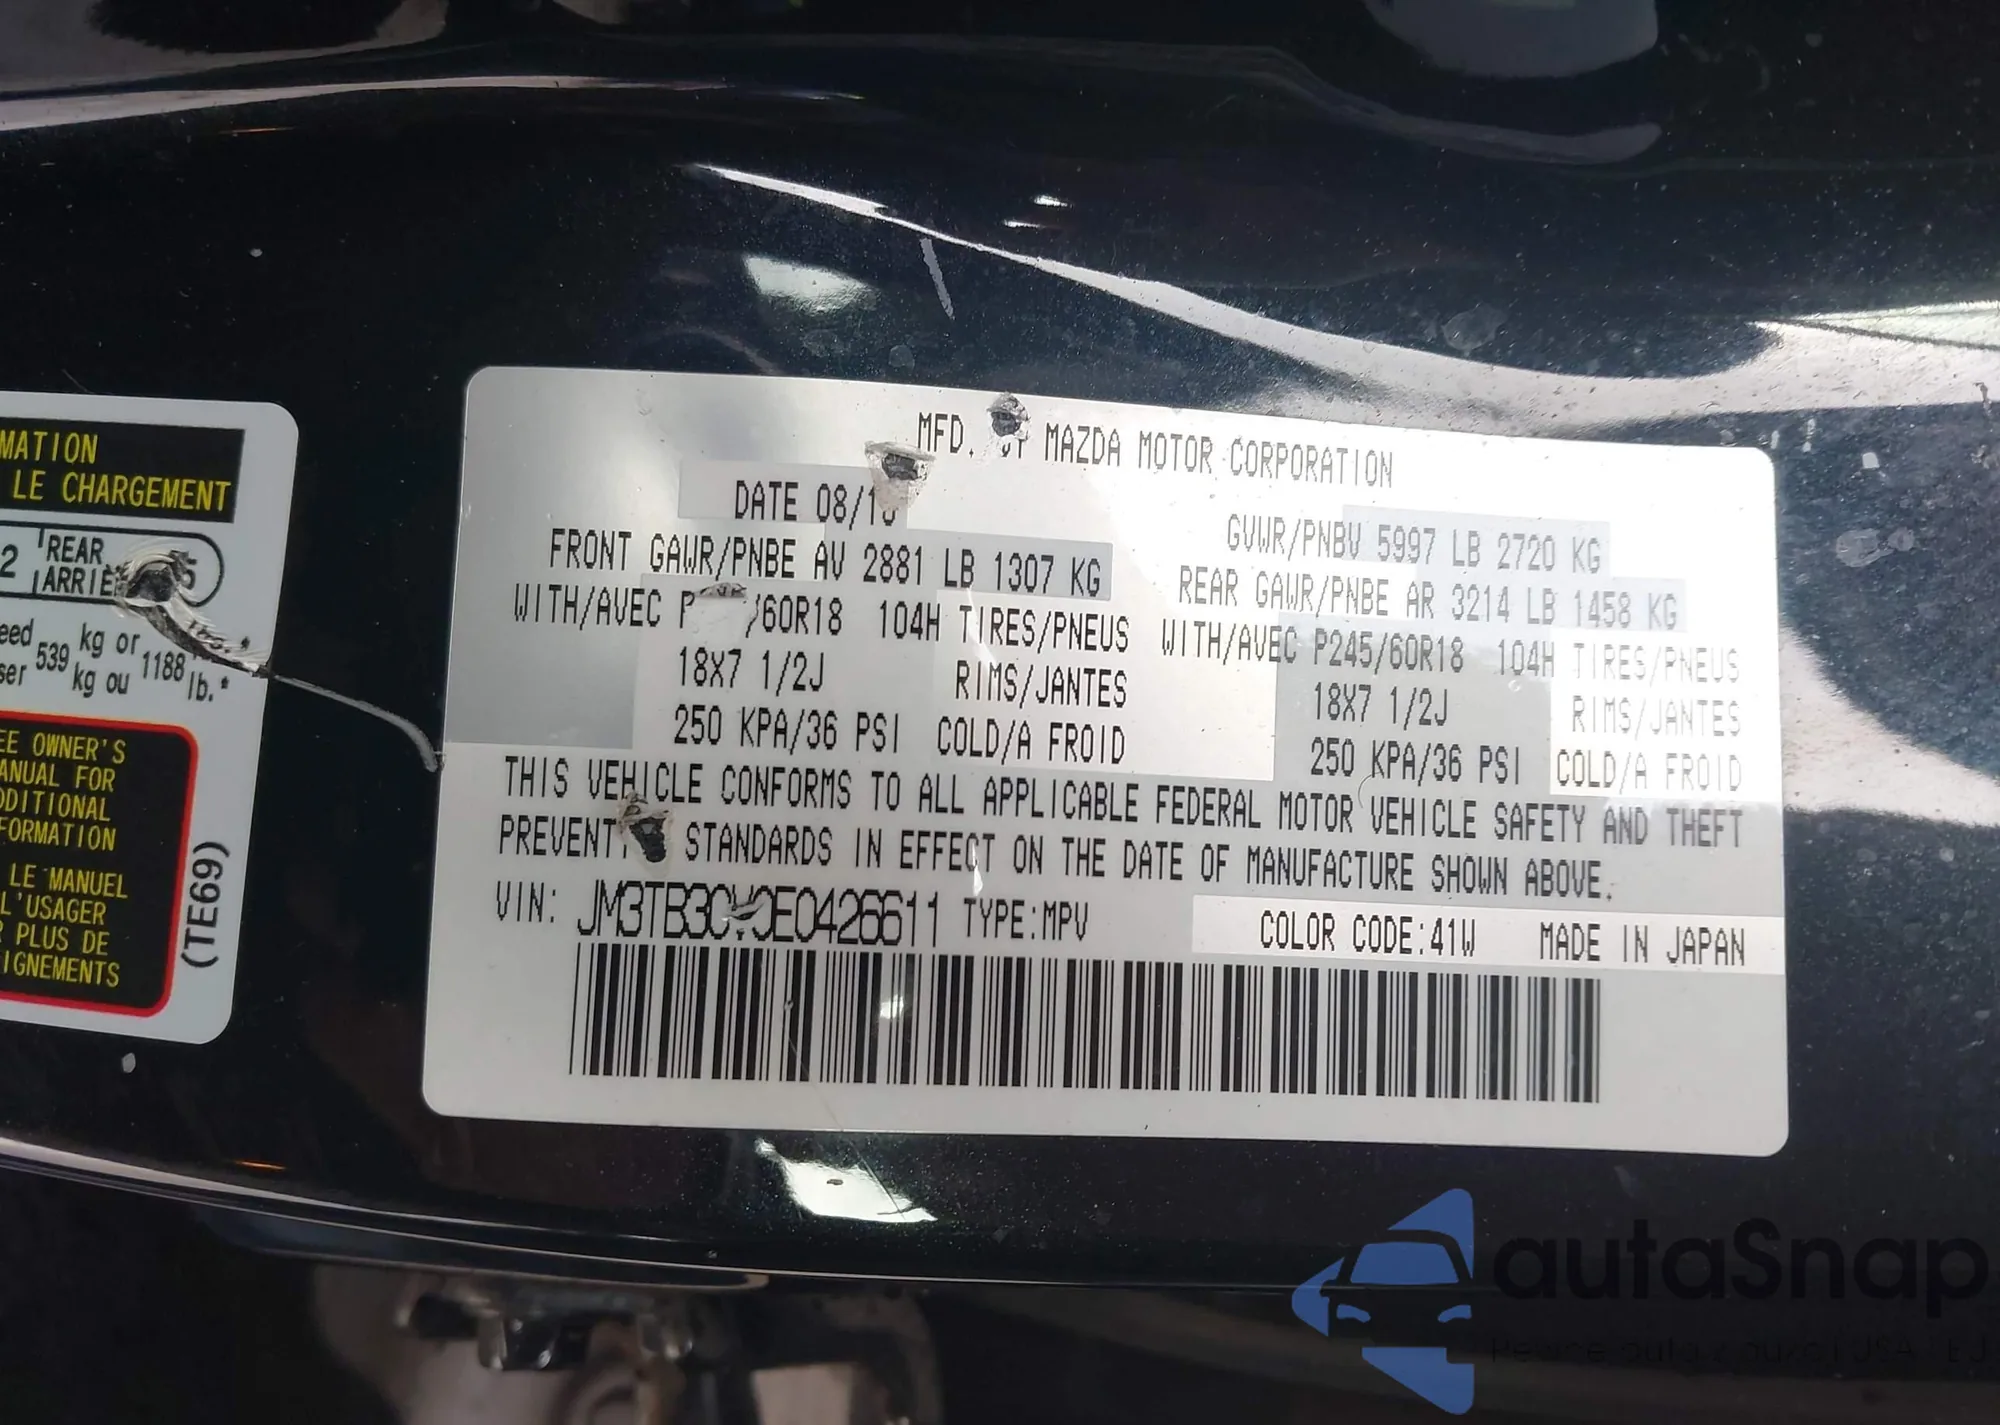 MATION
LE CHARGEMENT
2 REAR 5
539 kg or 1188
kg ou lb.*
EE OWNER'S
ANUAL FOR
DDITIONAL
FORMATION
LE MANUEL
L'USAGER
PLUS DE
IGNEMENTS
(TE69)
MFD. MAZDA MOTOR CORPORATION
DATE
GVWR/PNBV 5997 LB 2720 KG
FRONT GAWR/PNBE AV 2881 LB 1307 KG
REAR GAWR/PNBE AR 3214 LB 1458 KG
WITH/AVEC /60R18 104H TIRES/PNEUS
WITH/AVEC P245/60R18 104H TIRES/PNEUS
18X7 1/2J RIMS/JANTES
18X7 1/2J RIMS/JANTES
250 KPA/36 PSI COLD/A FROID
250 KPA/36 PSI COLD/A FROID
THIS VEHICLE CONFORMS TO ALL APPLICABLE FEDERAL MOTOR VEHICLE SAFETY AND THEFT
PREVENT STANDARDS IN EFFECT ON THE DATE OF MANUFACTURE SHOWN ABOVE.
VIN: TYPE:MPV COLOR CODE:41W MADE IN JAPAN
autaSnap